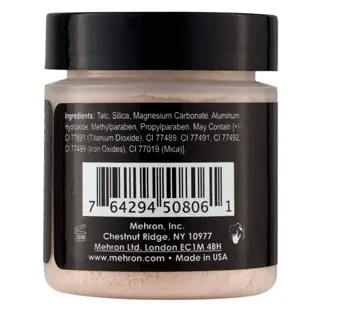 Ingredients: Talc, Silica, Magnesium Carbonate, Aluminum
Hydroxide, Methylparaben, Propylparaben, May Contain [+/-
CI 77891 (Titanium Dioxide), CI 77489, CI 77491, CI 77492,
CI 77499 (Iron Oxides), CI 77019 (Mica)].
7 64294 50806 1
Mehron, Inc.
Chestnut Ridge, NY 10977
Mehron Ltd, London EC1M 4BH
www.mehron.com • Made in USA